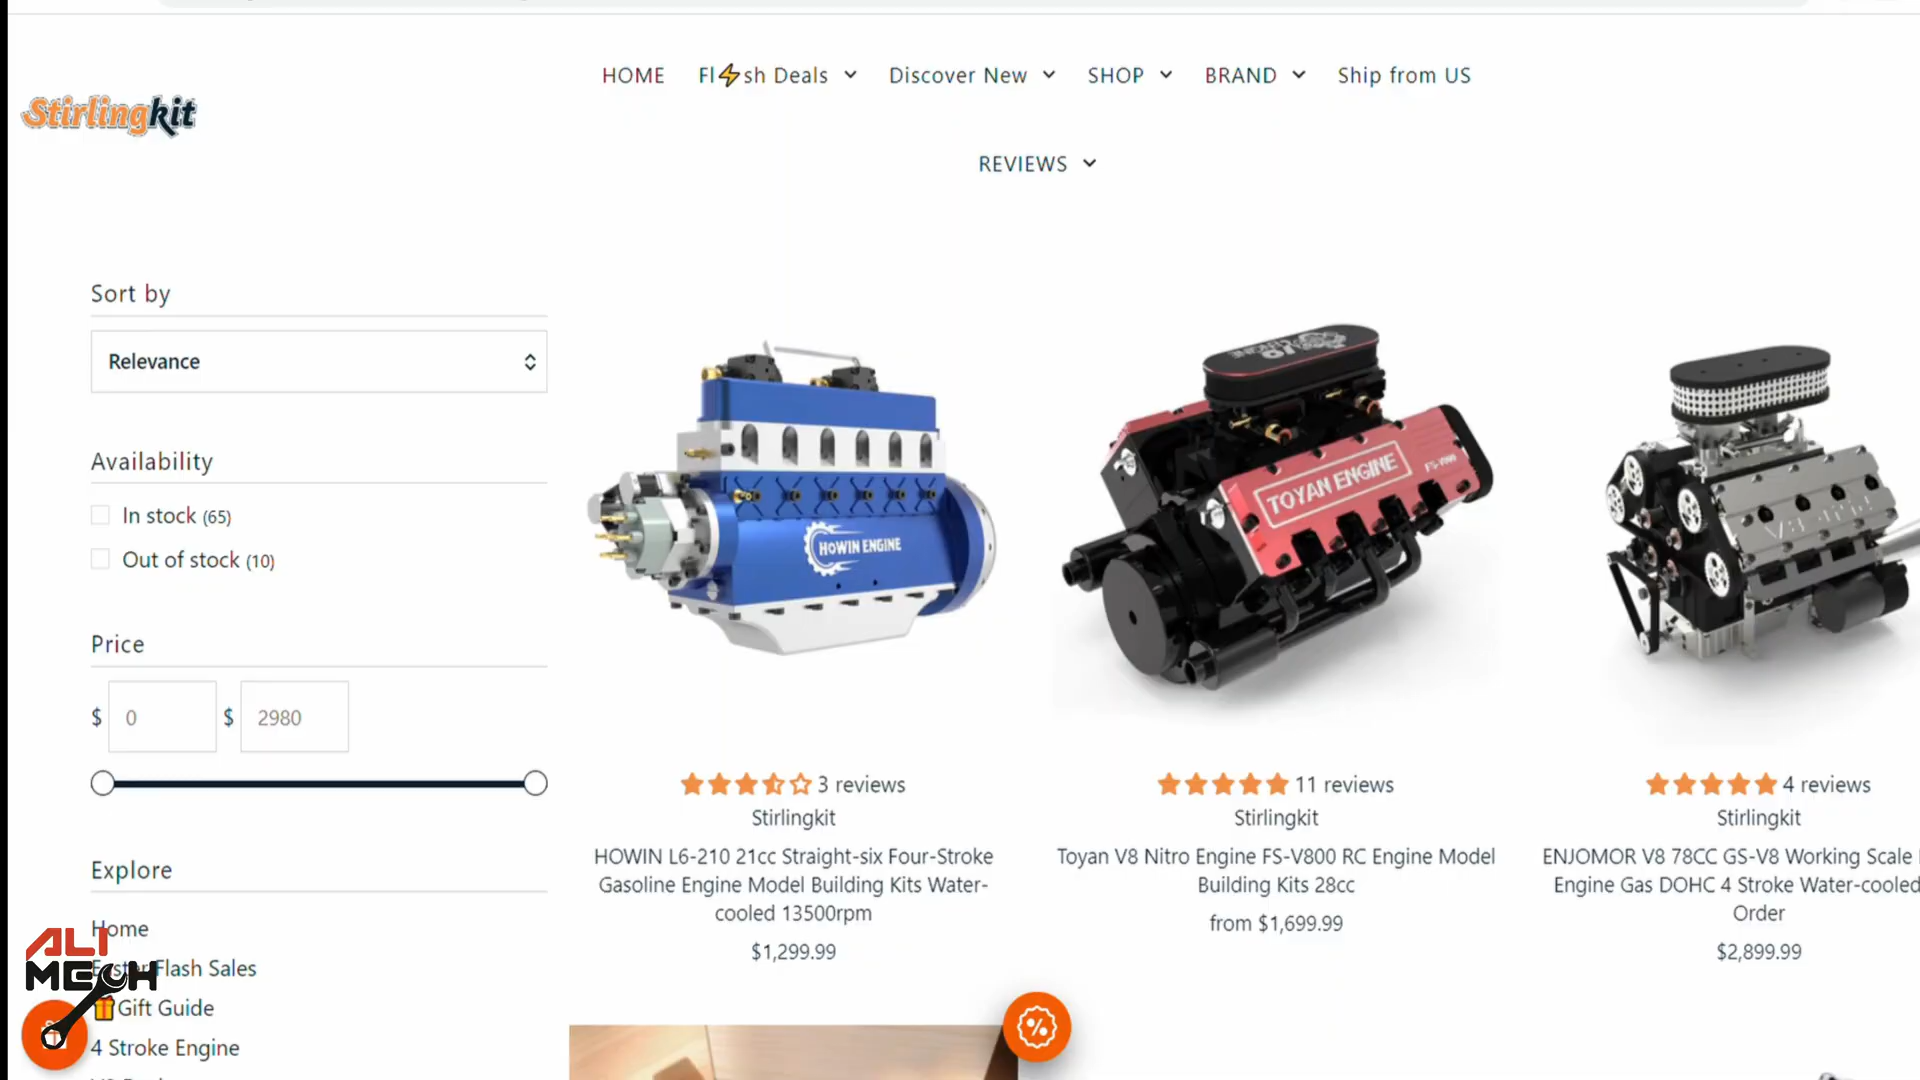 HOME Fl⚡sh Deals Discover New SHOP BRAND Ship from US
Stirlingkit
REVIEWS
Sort by
Relevance
Availability
In stock (65)
Out of stock (10)
Price
$ 0 $ 2980
Explore
Home
Easter Flash Sales
🎁Gift Guide
4 Stroke Engine
ALI
MECH
HOWIN ENGINE
3 reviews
Stirlingkit
HOWIN L6-210 21cc Straight-six Four-Stroke
Gasoline Engine Model Building Kits Water-
cooled 13500rpm
$1,299.99
TOYAN ENGINE
FS-V800
11 reviews
Stirlingkit
Toyan V8 Nitro Engine FS-V800 RC Engine Model
Building Kits 28cc
from $1,699.99
4 reviews
Stirlingkit
ENJOMOR V8 78CC GS-V8 Working Scale
Engine Gas DOHC 4 Stroke Water-cooled
Order
$2,899.99
%